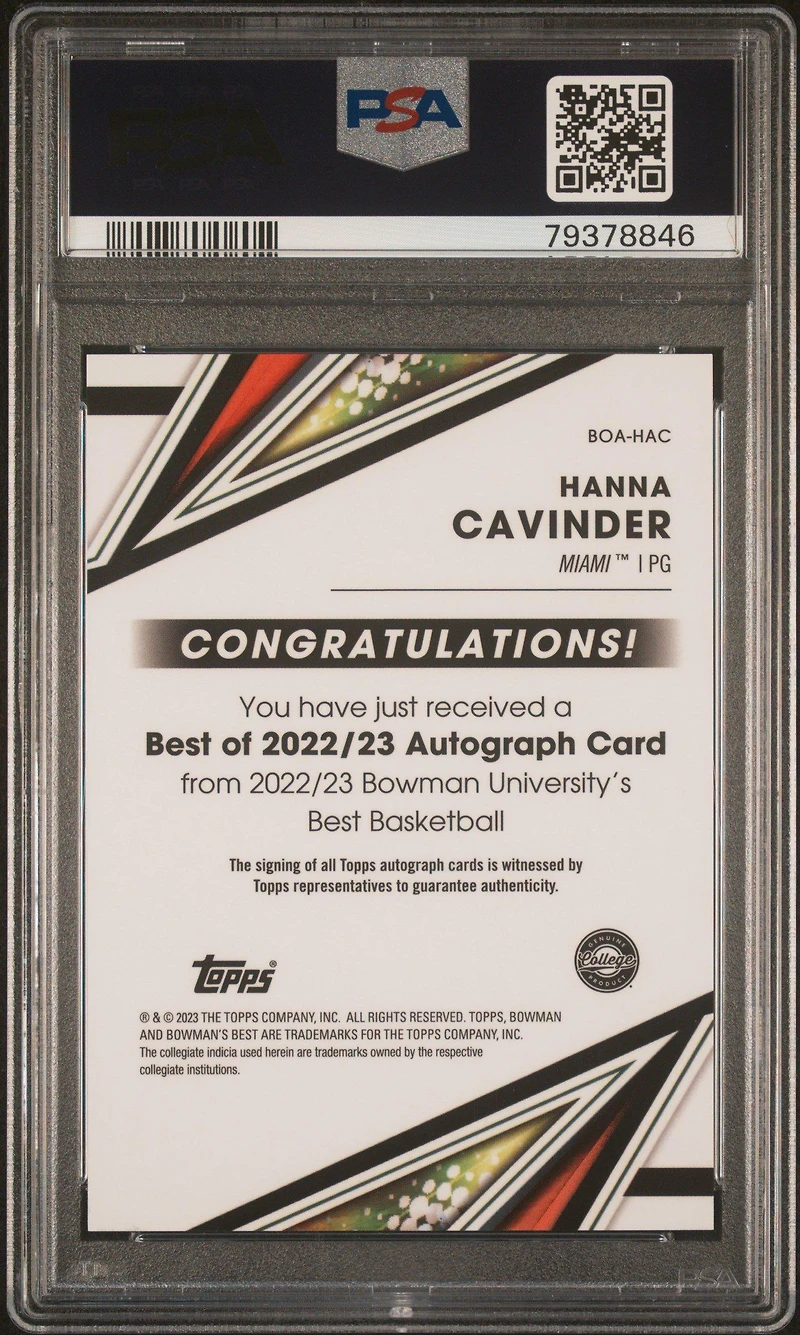 PSA
79378846
BOA-HAC
HANNA
CAVINDER
MIAMI™ | PG
CONGRATULATIONS!
You have just received a
Best of 2022/23 Autograph Card
from 2022/23 Bowman University's
Best Basketball
The signing of all Topps autograph cards is witnessed by
Topps representatives to guarantee authenticity.
topps®
GENUINE
College
PRODUCT
® & © 2023 THE TOPPS COMPANY, INC. ALL RIGHTS RESERVED. TOPPS, BOWMAN
AND BOWMAN'S BEST ARE TRADEMARKS FOR THE TOPPS COMPANY, INC.
The collegiate indicia used herein are trademarks owned by the respective
collegiate institutions.
PSA